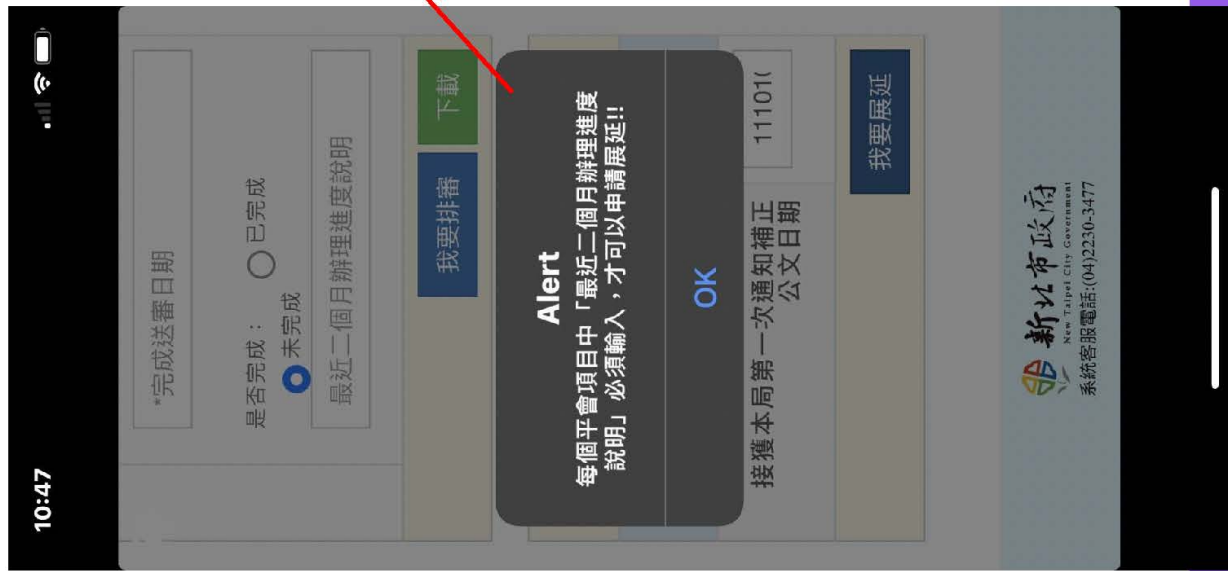 10:47
*完成送審日期
是否完成：
已完成
未完成
最近二個月辦理進度說明
我要排審
下載
Alert
每個平會項目中「最近二個月辦理進度
說明」必須輸入，才可以申請展延!!
OK
接獲本局第一次通知補正
公文日期
11101(
我要展延
新北市政府
New Taipei City Government
系統客服電話:(04)2230-3477